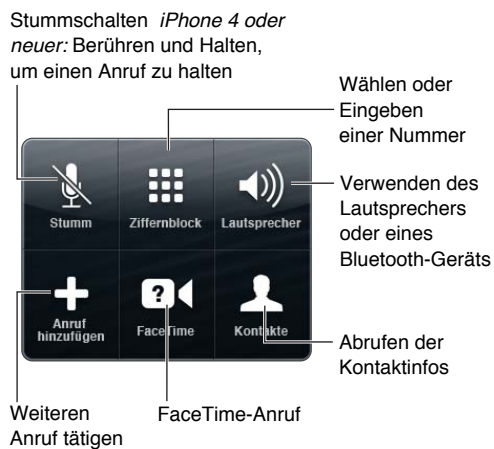 Stummschalten iPhone 4 oder
neuer: Berühren und Halten,
um einen Anruf zu halten
Wählen oder
Eingeben
einer Nummer
Stumm
Ziffernblock
Lautsprecher
Verwenden des
Lautsprechers
oder eines
Bluetooth-Geräts
Anruf
hinzufügen
FaceTime
Kontakte
Abrufen der
Kontaktinfos
Weiteren
Anruf tätigen
FaceTime-Anruf